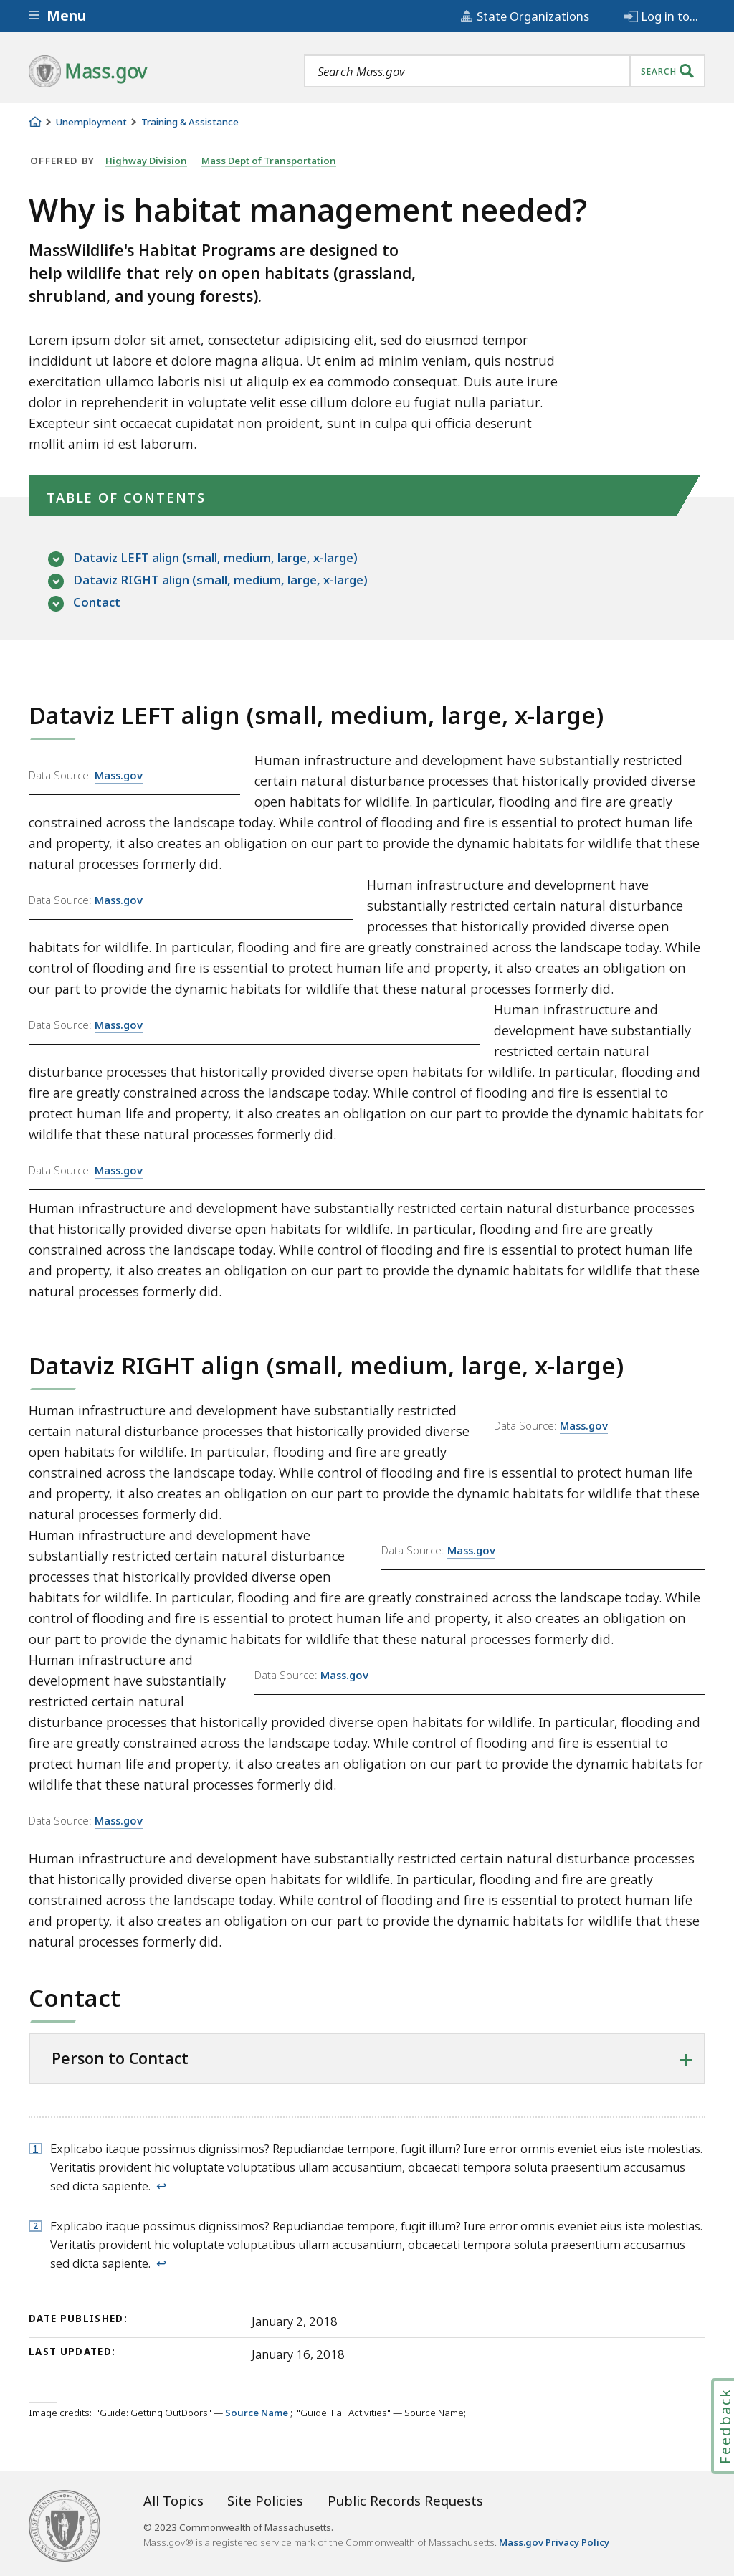 Menu
State Organizations
Log in to...
Mass.gov
Search Mass.gov
SEARCH
Unemployment
Training & Assistance
OFFERED BY
Highway Division
Mass Dept of Transportation
Why is habitat management needed?
MassWildlife's Habitat Programs are designed to
help wildlife that rely on open habitats (grassland,
shrubland, and young forests).
Lorem ipsum dolor sit amet, consectetur adipisicing elit, sed do eiusmod tempor
incididunt ut labore et dolore magna aliqua. Ut enim ad minim veniam, quis nostrud
exercitation ullamco laboris nisi ut aliquip ex ea commodo consequat. Duis aute irure
dolor in reprehenderit in voluptate velit esse cillum dolore eu fugiat nulla pariatur.
Excepteur sint occaecat cupidatat non proident, sunt in culpa qui officia deserunt
mollit anim id est laborum.
TABLE OF CONTENTS
Dataviz LEFT align (small, medium, large, x-large)
Dataviz RIGHT align (small, medium, large, x-large)
Contact
Dataviz LEFT align (small, medium, large, x-large)
Data Source: Mass.gov
Human infrastructure and development have substantially restricted
certain natural disturbance processes that historically provided diverse
open habitats for wildlife. In particular, flooding and fire are greatly
constrained across the landscape today. While control of flooding and fire is essential to protect human life
and property, it also creates an obligation on our part to provide the dynamic habitats for wildlife that these
natural processes formerly did.
Data Source: Mass.gov
Human infrastructure and development have
substantially restricted certain natural disturbance
processes that historically provided diverse open
habitats for wildlife. In particular, flooding and fire are greatly constrained across the landscape today. While
control of flooding and fire is essential to protect human life and property, it also creates an obligation on
our part to provide the dynamic habitats for wildlife that these natural processes formerly did.
Data Source: Mass.gov
Human infrastructure and
development have substantially
restricted certain natural
disturbance processes that historically provided diverse open habitats for wildlife. In particular, flooding and
fire are greatly constrained across the landscape today. While control of flooding and fire is essential to
protect human life and property, it also creates an obligation on our part to provide the dynamic habitats for
wildlife that these natural processes formerly did.
Data Source: Mass.gov
Human infrastructure and development have substantially restricted certain natural disturbance processes
that historically provided diverse open habitats for wildlife. In particular, flooding and fire are greatly
constrained across the landscape today. While control of flooding and fire is essential to protect human life
and property, it also creates an obligation on our part to provide the dynamic habitats for wildlife that these
natural processes formerly did.
Dataviz RIGHT align (small, medium, large, x-large)
Human infrastructure and development have substantially restricted
certain natural disturbance processes that historically provided diverse
open habitats for wildlife. In particular, flooding and fire are greatly
Data Source: Mass.gov
constrained across the landscape today. While control of flooding and fire is essential to protect human life
and property, it also creates an obligation on our part to provide the dynamic habitats for wildlife that these
natural processes formerly did.
Human infrastructure and development have
substantially restricted certain natural disturbance
processes that historically provided diverse open
Data Source: Mass.gov
habitats for wildlife. In particular, flooding and fire are greatly constrained across the landscape today. While
control of flooding and fire is essential to protect human life and property, it also creates an obligation on
our part to provide the dynamic habitats for wildlife that these natural processes formerly did.
Human infrastructure and
development have substantially
restricted certain natural
Data Source: Mass.gov
disturbance processes that historically provided diverse open habitats for wildlife. In particular, flooding and
fire are greatly constrained across the landscape today. While control of flooding and fire is essential to
protect human life and property, it also creates an obligation on our part to provide the dynamic habitats for
wildlife that these natural processes formerly did.
Data Source: Mass.gov
Human infrastructure and development have substantially restricted certain natural disturbance processes
that historically provided diverse open habitats for wildlife. In particular, flooding and fire are greatly
constrained across the landscape today. While control of flooding and fire is essential to protect human life
and property, it also creates an obligation on our part to provide the dynamic habitats for wildlife that these
natural processes formerly did.
Contact
Person to Contact
1 Explicabo itaque possimus dignissimos? Repudiandae tempore, fugit illum? Iure error omnis eveniet eius iste molestias.
Veritatis provident hic voluptate voluptatibus ullam accusantium, obcaecati tempora soluta praesentium accusamus
sed dicta sapiente. ↩
2 Explicabo itaque possimus dignissimos? Repudiandae tempore, fugit illum? Iure error omnis eveniet eius iste molestias.
Veritatis provident hic voluptate voluptatibus ullam accusantium, obcaecati tempora soluta praesentium accusamus
sed dicta sapiente. ↩
DATE PUBLISHED: January 2, 2018
LAST UPDATED: January 16, 2018
Feedback
Image credits: "Guide: Getting OutDoors" — Source Name ; "Guide: Fall Activities" — Source Name;
All Topics
Site Policies
Public Records Requests
© 2023 Commonwealth of Massachusetts.
Mass.gov® is a registered service mark of the Commonwealth of Massachusetts. Mass.gov Privacy Policy